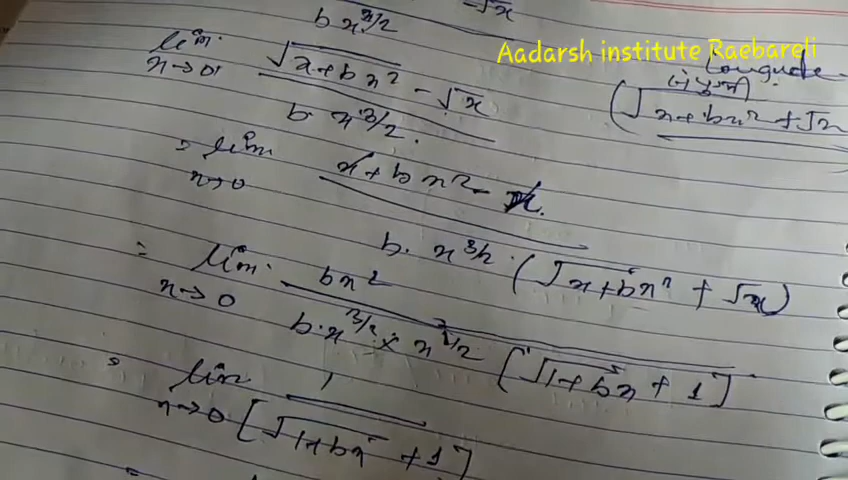 -√x
b x^3/2
Aadarsh institute Raebareli
lim x→0 √(x+bx²) - √x / b x^3/2 .
(√(x+bx²) + √x
= lim x→0 x + bx² - x / b. x^3/2 . (√(x+bx²) + √x)
= lim x→0 bx² / b.x^3/2 × x^1/2 [√(1+bx) + 1]
= lim x→0 1 / [√(1+bx) + 1]
=